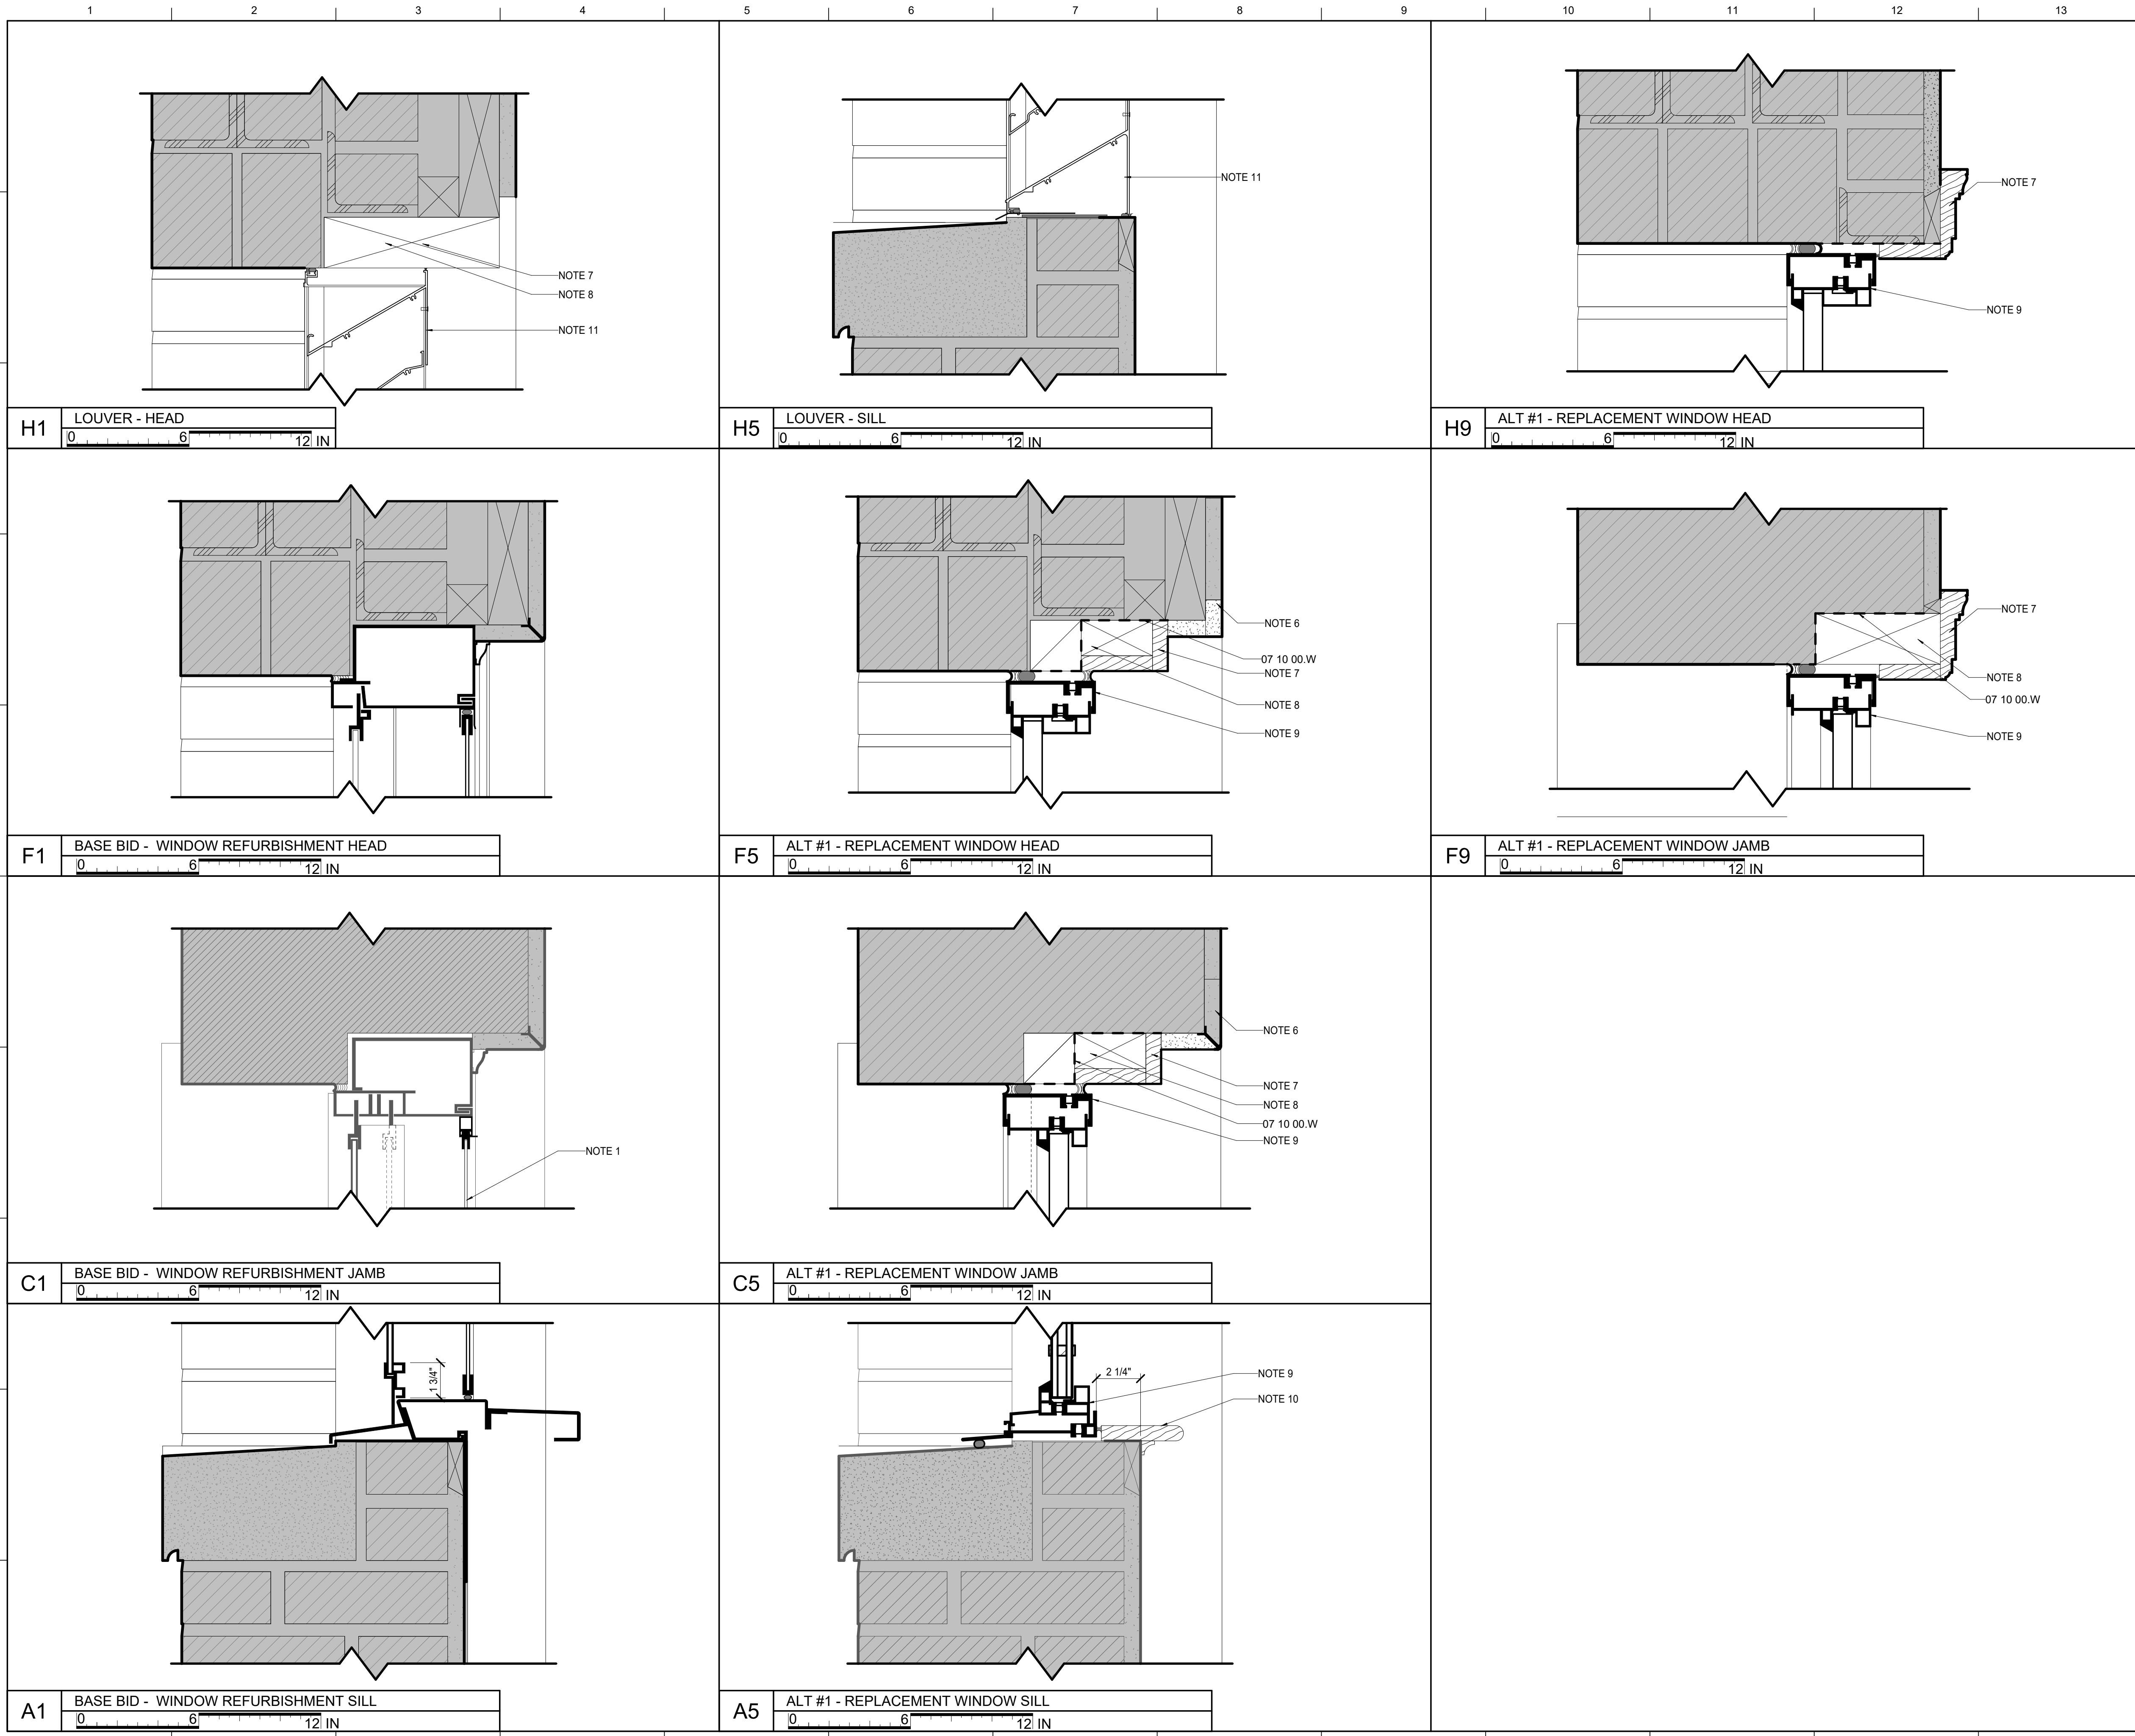 1 2 3 4 5 6 7 8 9 10 11 12 13
NOTE 7
NOTE 8
NOTE 11
H1 LOUVER - HEAD
0 6 12 IN
NOTE 11
H5 LOUVER - SILL
0 6 12 IN
NOTE 7
NOTE 9
H9 ALT #1 - REPLACEMENT WINDOW HEAD
0 6 12 IN
F1 BASE BID - WINDOW REFURBISHMENT HEAD
0 6 12 IN
NOTE 6
07 10 00.W
NOTE 7
NOTE 8
NOTE 9
F5 ALT #1 - REPLACEMENT WINDOW HEAD
0 6 12 IN
NOTE 7
NOTE 8
07 10 00.W
NOTE 9
F9 ALT #1 - REPLACEMENT WINDOW JAMB
0 6 12 IN
NOTE 1
C1 BASE BID - WINDOW REFURBISHMENT JAMB
0 6 12 IN
NOTE 6
NOTE 7
NOTE 8
07 10 00.W
NOTE 9
C5 ALT #1 - REPLACEMENT WINDOW JAMB
0 6 12 IN
1 3/4"
A1 BASE BID - WINDOW REFURBISHMENT SILL
0 6 12 IN
2 1/4"
NOTE 9
NOTE 10
A5 ALT #1 - REPLACEMENT WINDOW SILL
0 6 12 IN